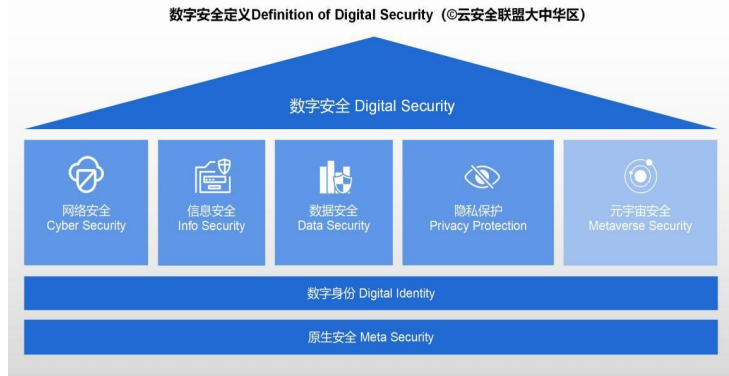 数字安全定义Definition of Digital Security（©云安全联盟大中华区）
数字安全 Digital Security
网络安全
Cyber Security
信息安全
Info Security
数据安全
Data Security
隐私保护
Privacy Protection
元宇宙安全
Metaverse Security
数字身份 Digital Identity
原生安全 Meta Security